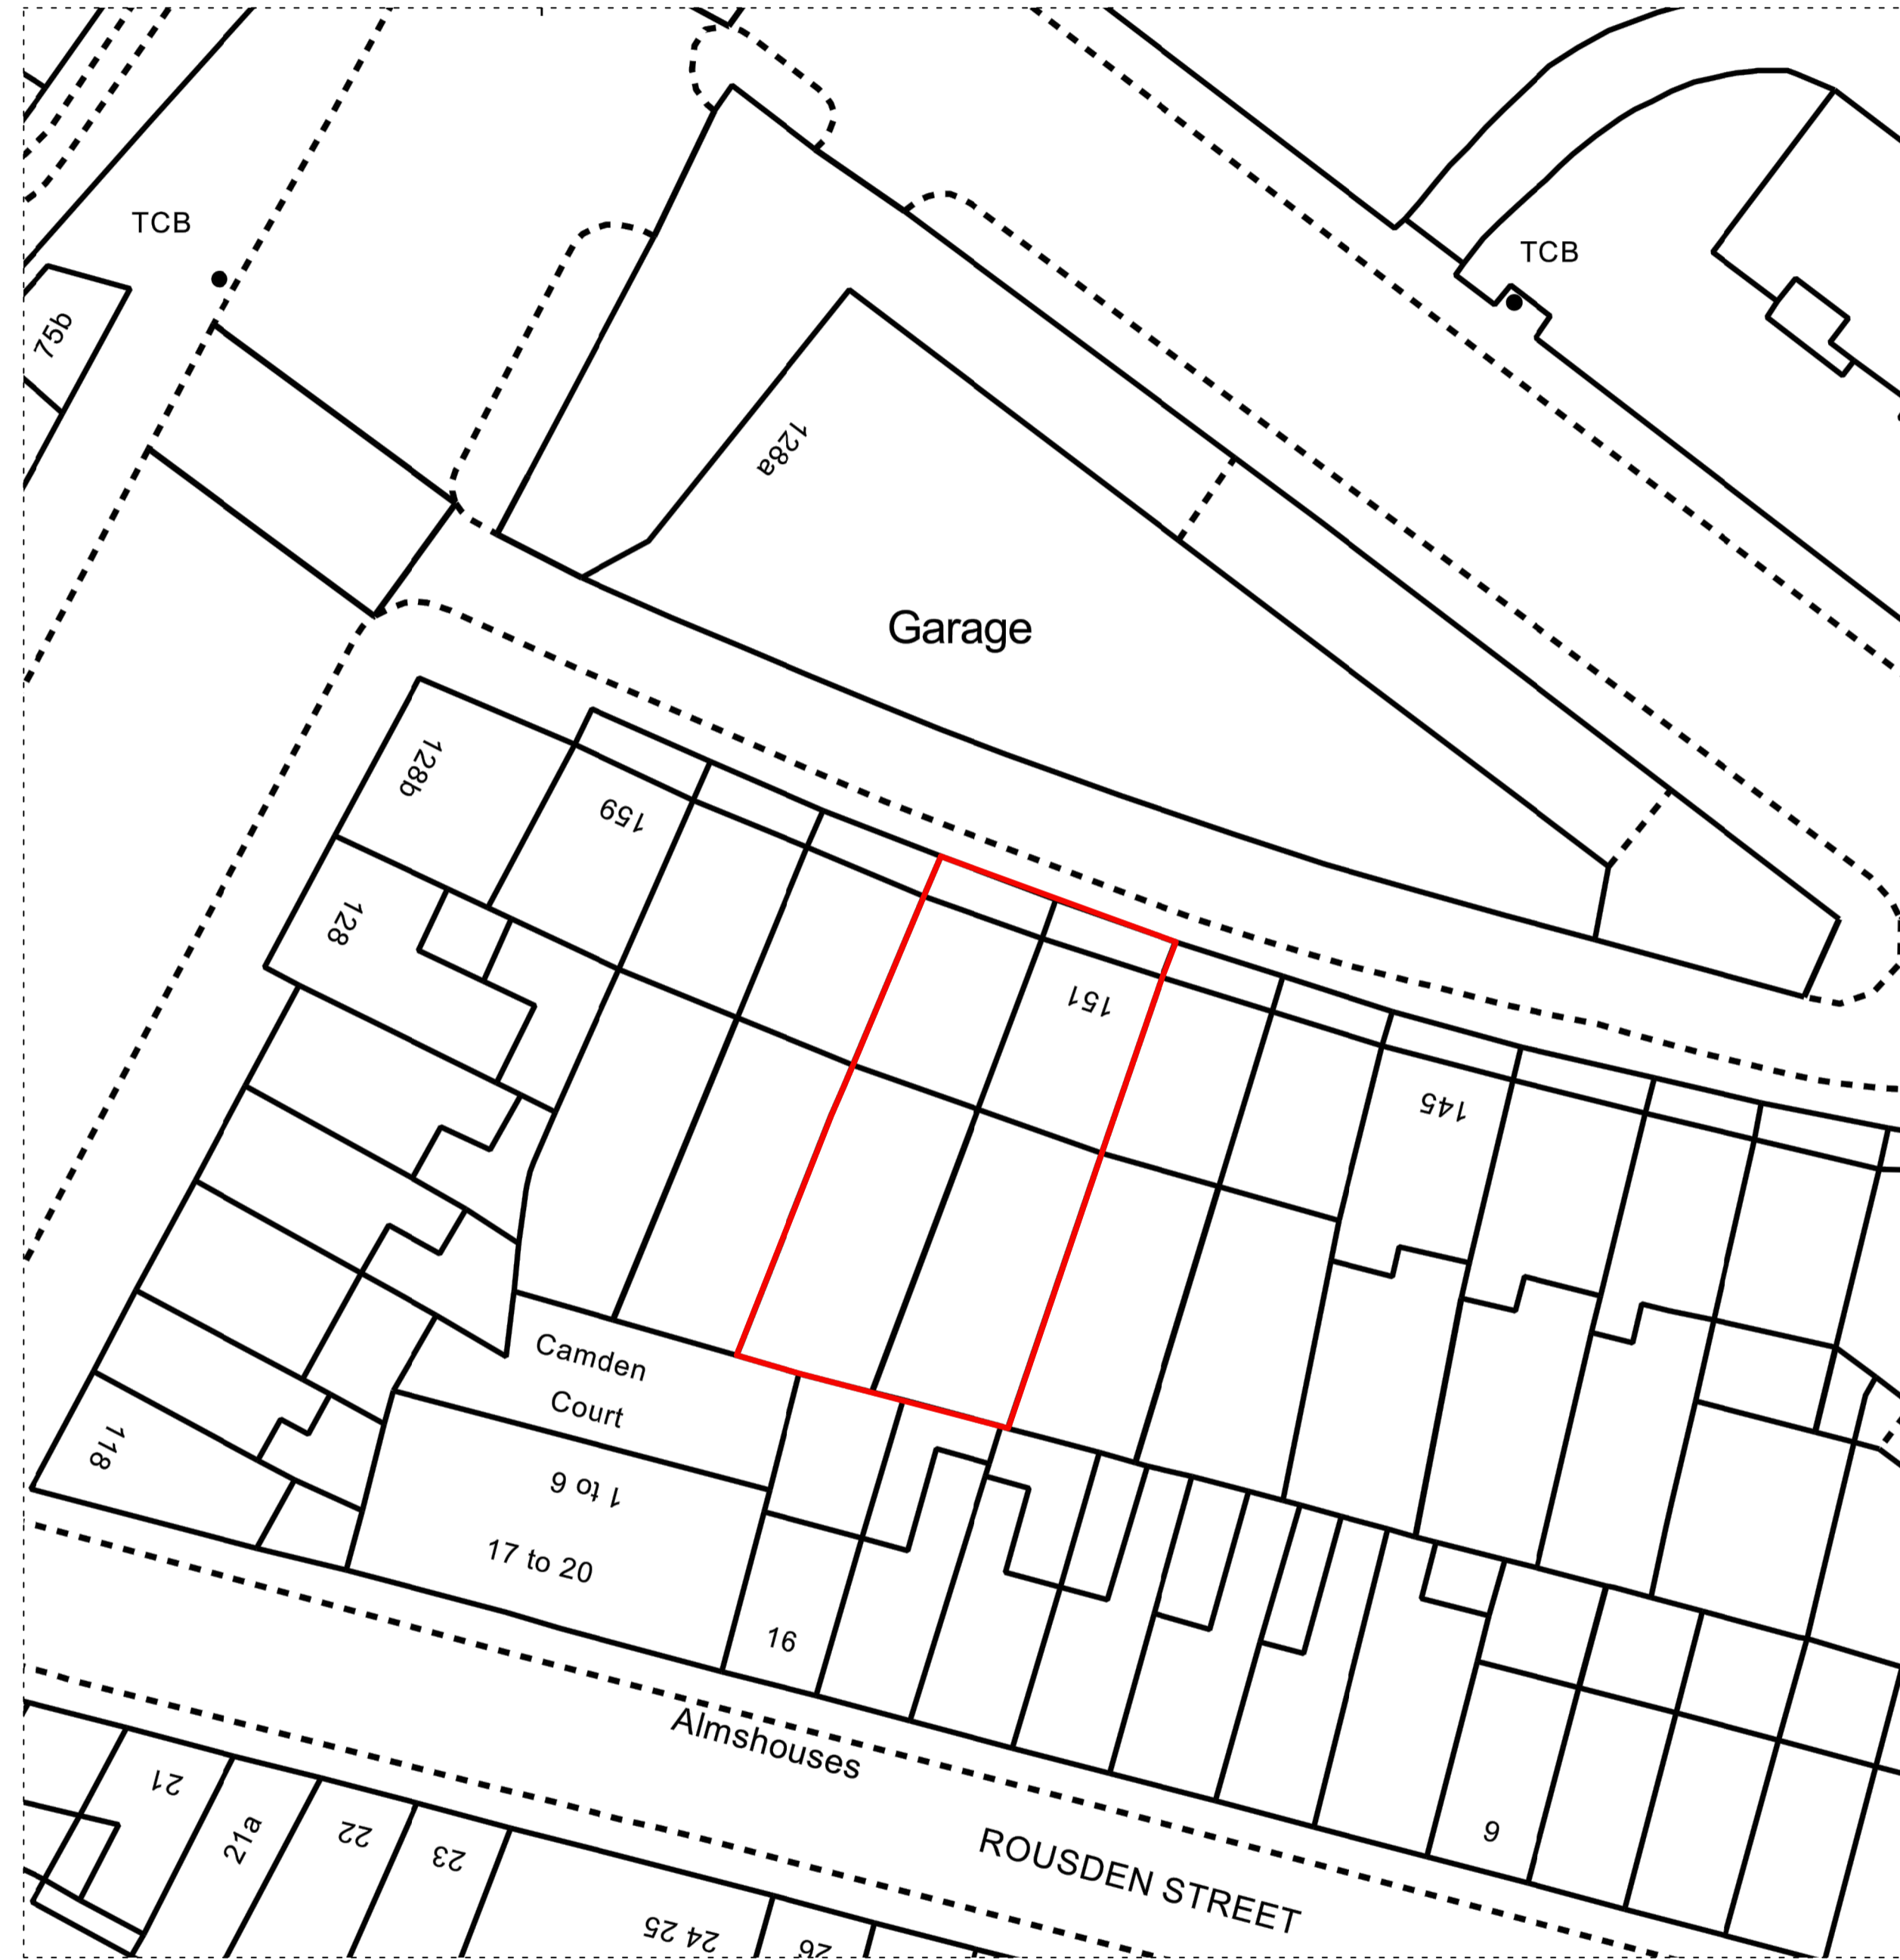 TCB
TCB
75b
128a
Garage
128b
159
128
151
145
Camden
Court
118
1 to 6
17 to 20
16
Almshouses
21
21a
22
23
ROUSDEN STREET
9
24 25
26